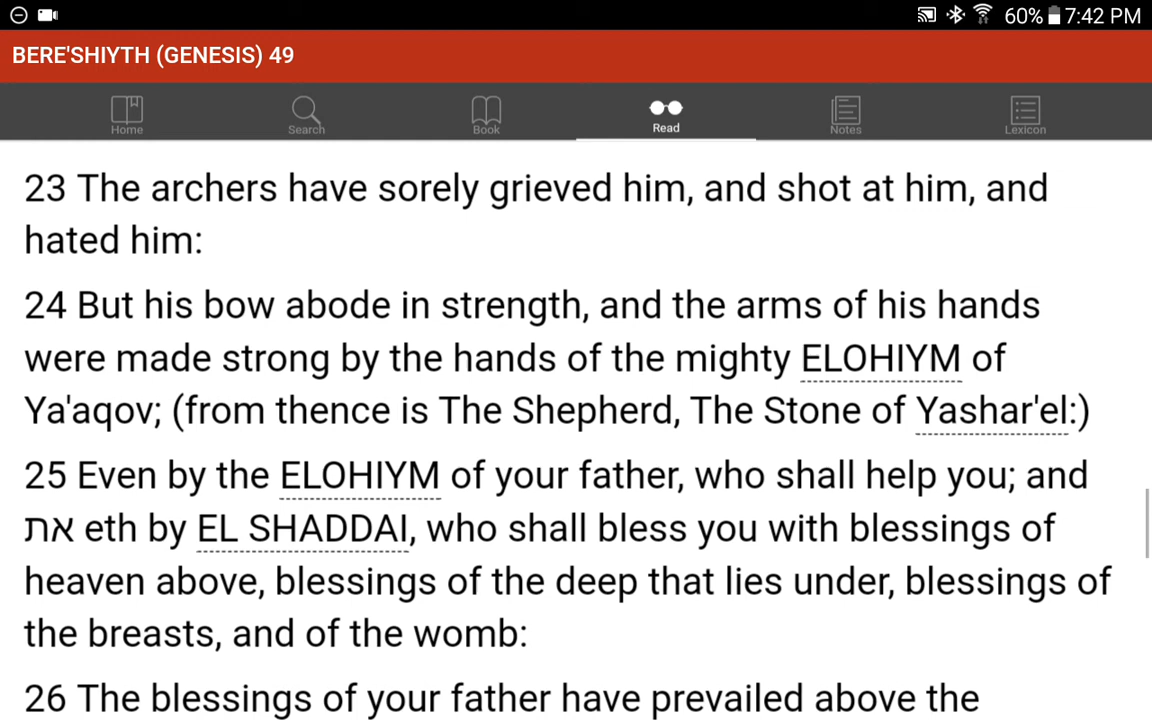 60% 7:42 PM
BERE'SHIYTH (GENESIS) 49
Home Search Book Read Notes Lexicon
23 The archers have sorely grieved him, and shot at him, and
hated him:
24 But his bow abode in strength, and the arms of his hands
were made strong by the hands of the mighty ELOHIYM of
Ya'aqov; (from thence is The Shepherd, The Stone of Yashar'el:)
25 Even by the ELOHIYM of your father, who shall help you; and
את eth by EL SHADDAI, who shall bless you with blessings of
heaven above, blessings of the deep that lies under, blessings of
the breasts, and of the womb:
26 The blessings of your father have prevailed above the